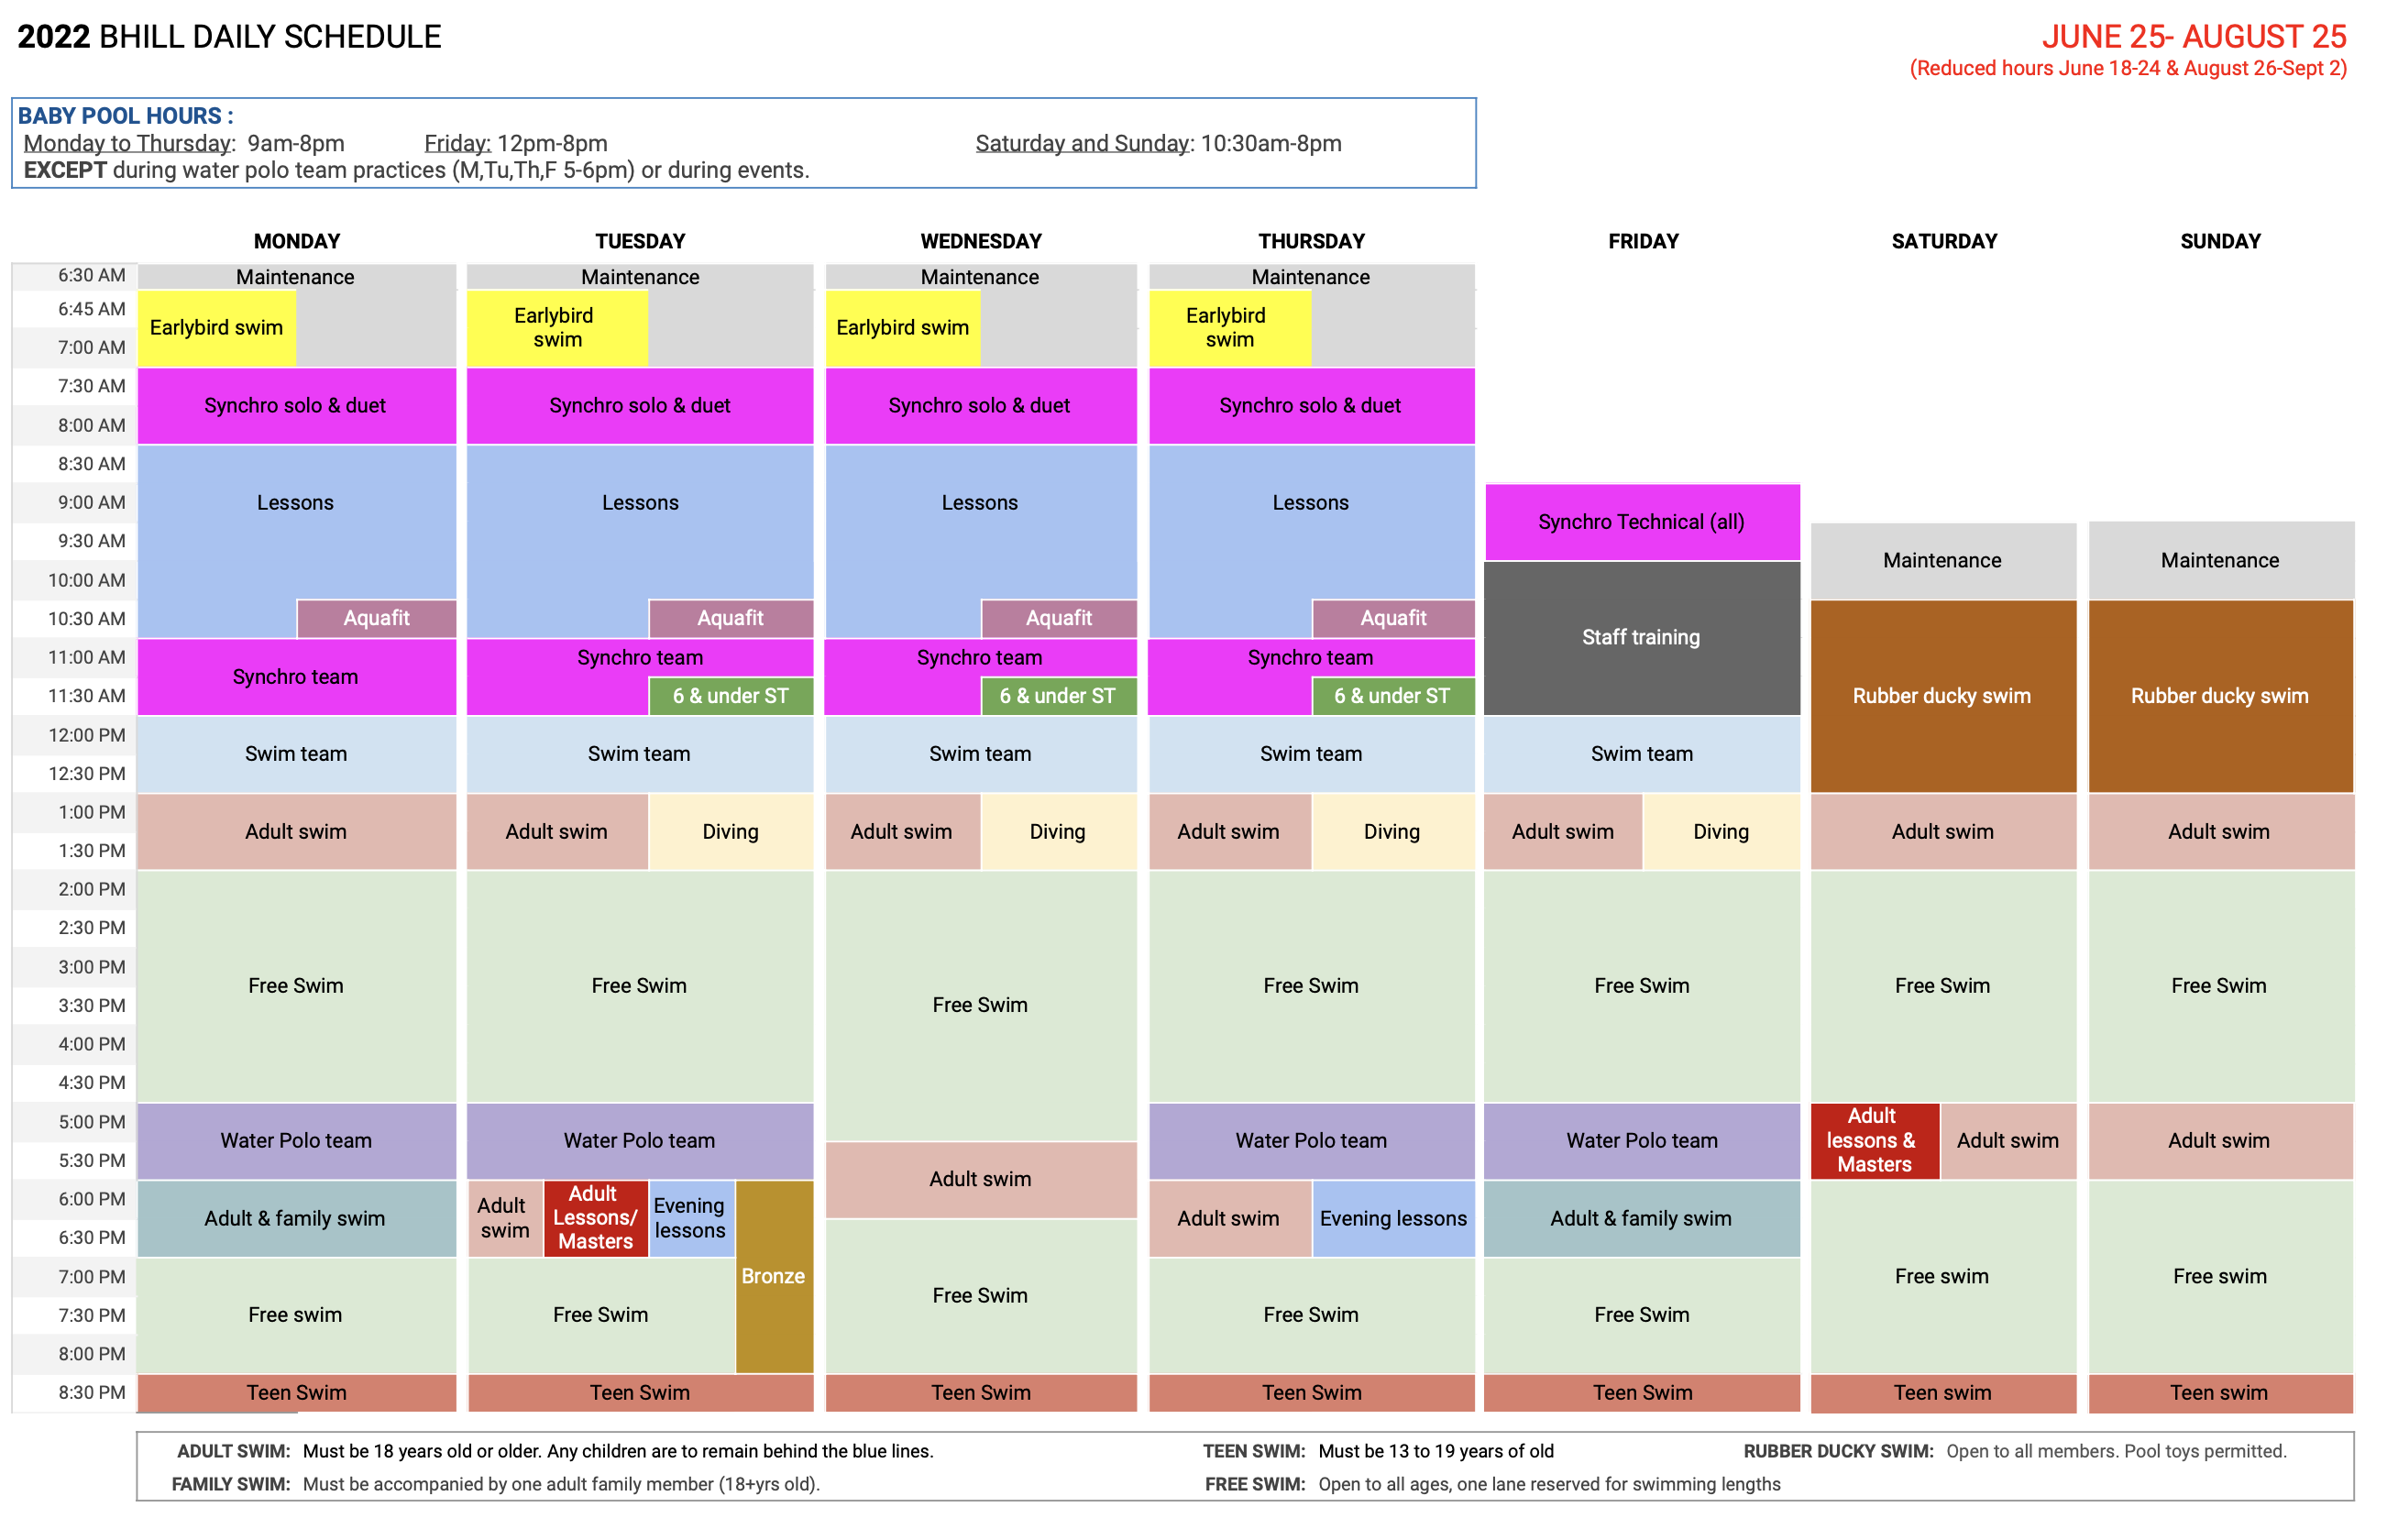 2022 BHILL DAILY SCHEDULE
JUNE 25- AUGUST 25
(Reduced hours June 18-24 & August 26-Sept 2)
BABY POOL HOURS :
Monday to Thursday: 9am-8pm Friday: 12pm-8pm Saturday and Sunday: 10:30am-8pm
EXCEPT during water polo team practices (M,Tu,Th,F 5-6pm) or during events.
MONDAY TUESDAY WEDNESDAY THURSDAY FRIDAY SATURDAY SUNDAY
6:30 AM Maintenance Maintenance Maintenance Maintenance
6:45 AM
Earlybird swim Earlybird swim Earlybird swim Earlybird swim
7:00 AM
7:30 AM
Synchro solo & duet Synchro solo & duet Synchro solo & duet Synchro solo & duet
8:00 AM
8:30 AM
9:00 AM Lessons Lessons Lessons Lessons
Synchro Technical (all)
9:30 AM
Maintenance Maintenance
10:00 AM
10:30 AM Aquafit Aquafit Aquafit Aquafit
Staff training
11:00 AM Synchro team Synchro team Synchro team
Synchro team
11:30 AM 6 & under ST 6 & under ST 6 & under ST Rubber ducky swim Rubber ducky swim
12:00 PM
Swim team Swim team Swim team Swim team Swim team
12:30 PM
1:00 PM
Adult swim Adult swim Diving Adult swim Diving Adult swim Diving Adult swim Diving Adult swim Adult swim
1:30 PM
2:00 PM
2:30 PM
3:00 PM
Free Swim Free Swim Free Swim Free Swim Free Swim Free Swim
3:30 PM Free Swim
4:00 PM
4:30 PM
5:00 PM
Water Polo team Water Polo team Water Polo team Water Polo team Adult lessons & Masters Adult swim Adult swim
5:30 PM
Adult swim
6:00 PM
Adult & family swim Adult swim Adult Lessons/ Masters Evening lessons Adult swim Evening lessons Adult & family swim
6:30 PM
7:00 PM Bronze Free swim Free swim
Free Swim
7:30 PM Free swim Free Swim Free Swim Free Swim
8:00 PM
8:30 PM Teen Swim Teen Swim Teen Swim Teen Swim Teen Swim Teen swim Teen swim
ADULT SWIM: Must be 18 years old or older. Any children are to remain behind the blue lines. TEEN SWIM: Must be 13 to 19 years of old RUBBER DUCKY SWIM: Open to all members. Pool toys permitted.
FAMILY SWIM: Must be accompanied by one adult family member (18+yrs old). FREE SWIM: Open to all ages, one lane reserved for swimming lengths